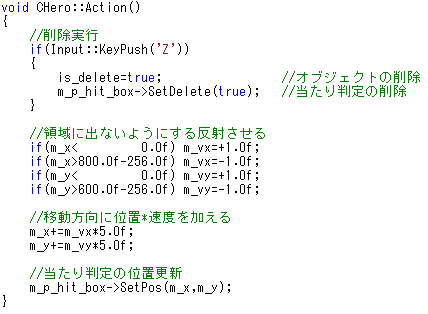 void CHero::Action()
{
    //削除実行
    if(Input::KeyPush('Z'))
    {
        is_delete=true;                //オブジェクトの削除
        m_p_hit_box->SetDelete(true);   //当たり判定の削除
    }

    //領域に出ないようにする反射させる
    if(m_x<         0.0f) m_vx=+1.0f;
    if(m_x>800.0f-256.0f) m_vx=-1.0f;
    if(m_y<         0.0f) m_vy=+1.0f;
    if(m_y>600.0f-256.0f) m_vy=-1.0f;

    //移動方向に位置*速度を加える
    m_x+=m_vx*5.0f;
    m_y+=m_vy*5.0f;

    //当たり判定の位置更新
    m_p_hit_box->SetPos(m_x,m_y);
}